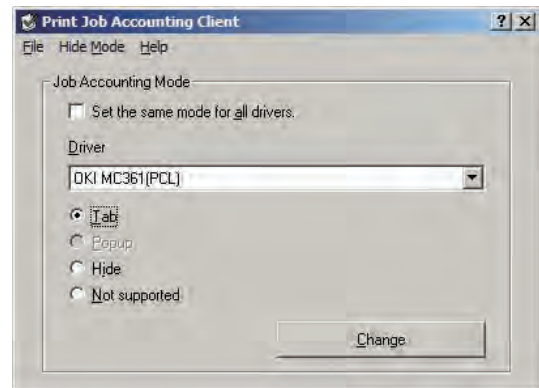 Print Job Accounting Client
File Hide Mode Help
Job Accounting Mode
Set the same mode for all drivers.
Driver
OKI MC361(PCL)
Tab
Popup
Hide
Not supported
Change